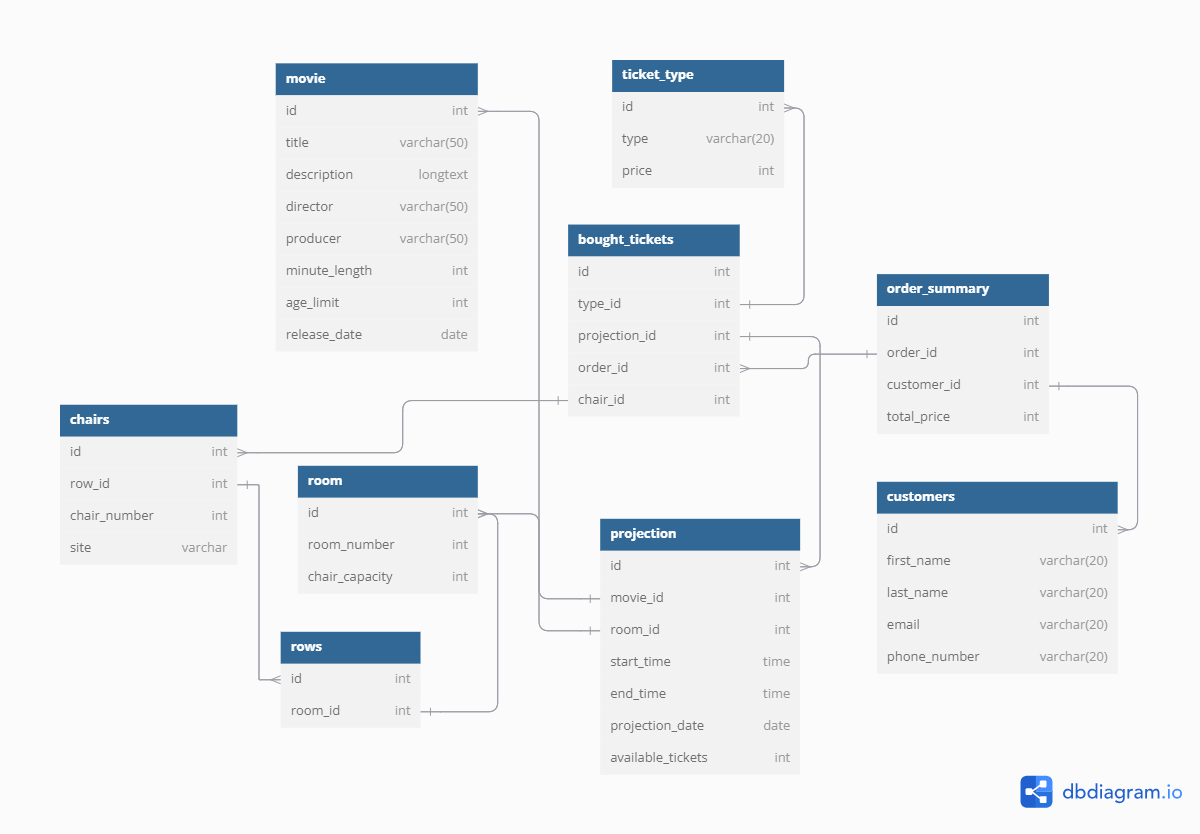 movie
id int
title varchar(50)
description longtext
director varchar(50)
producer varchar(50)
minute_length int
age_limit int
release_date date
ticket_type
id int
type varchar(20)
price int
bought_tickets
id int
type_id int
projection_id int
order_id int
chair_id int
order_summary
id int
order_id int
customer_id int
total_price int
chairs
id int
row_id int
chair_number int
site varchar
room
id int
room_number int
chair_capacity int
rows
id int
room_id int
projection
id int
movie_id int
room_id int
start_time time
end_time time
projection_date date
available_tickets int
customers
id int
first_name varchar(20)
last_name varchar(20)
email varchar(20)
phone_number varchar(20)
dbdiagram.io